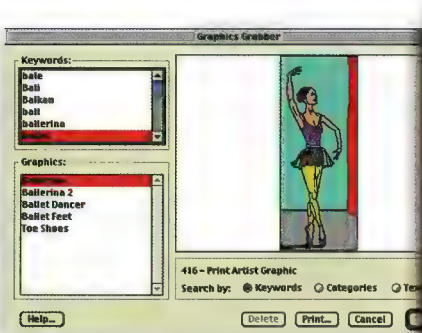 Graphics Grabber
Keywords:
bale
Bali
Balkan
ball
ballerina
Graphics:
Ballerina 2
Ballet Dancer
Ballet Feet
Toe Shoes
416 – Print Artist Graphic
Search by: Keywords Categories
Help... Delete Print... Cancel